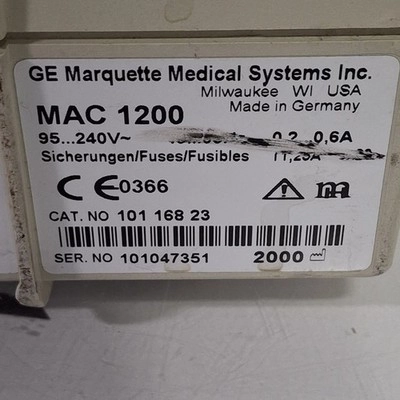 GE Marquette Medical Systems Inc.
Milwaukee WI USA
MAC 1200
Made in Germany
95...240V~ 0,2...0,6A
Sicherungen/Fuses/Fusibles
CE0366
m
CAT. NO 101 168 23
SER. NO 101047351 2000